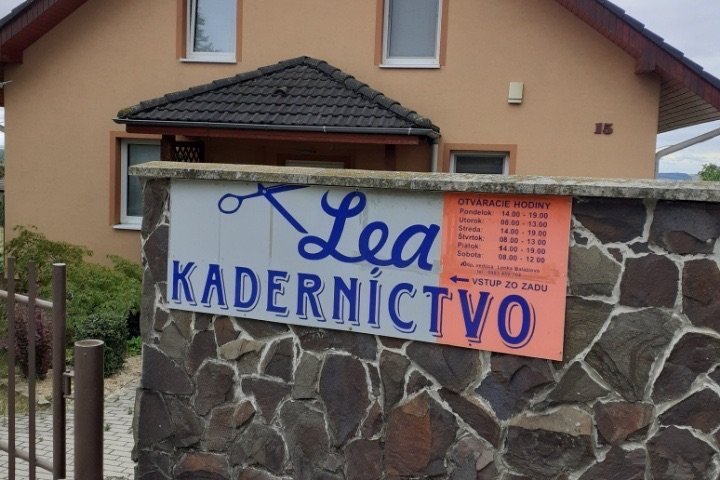 Lea
KADERNÍCTVO
OTVÁRACIE HODINY
Pondelok: 14.00 - 19.00
Utorok: 08.00 - 13.00
Streda: 14.00 - 19.00
Štvrtok: 08.00 - 13.00
Piatok: 14.00 - 19.00
Sobota: 08.00 - 12.00
← VSTUP ZO ZADU
15